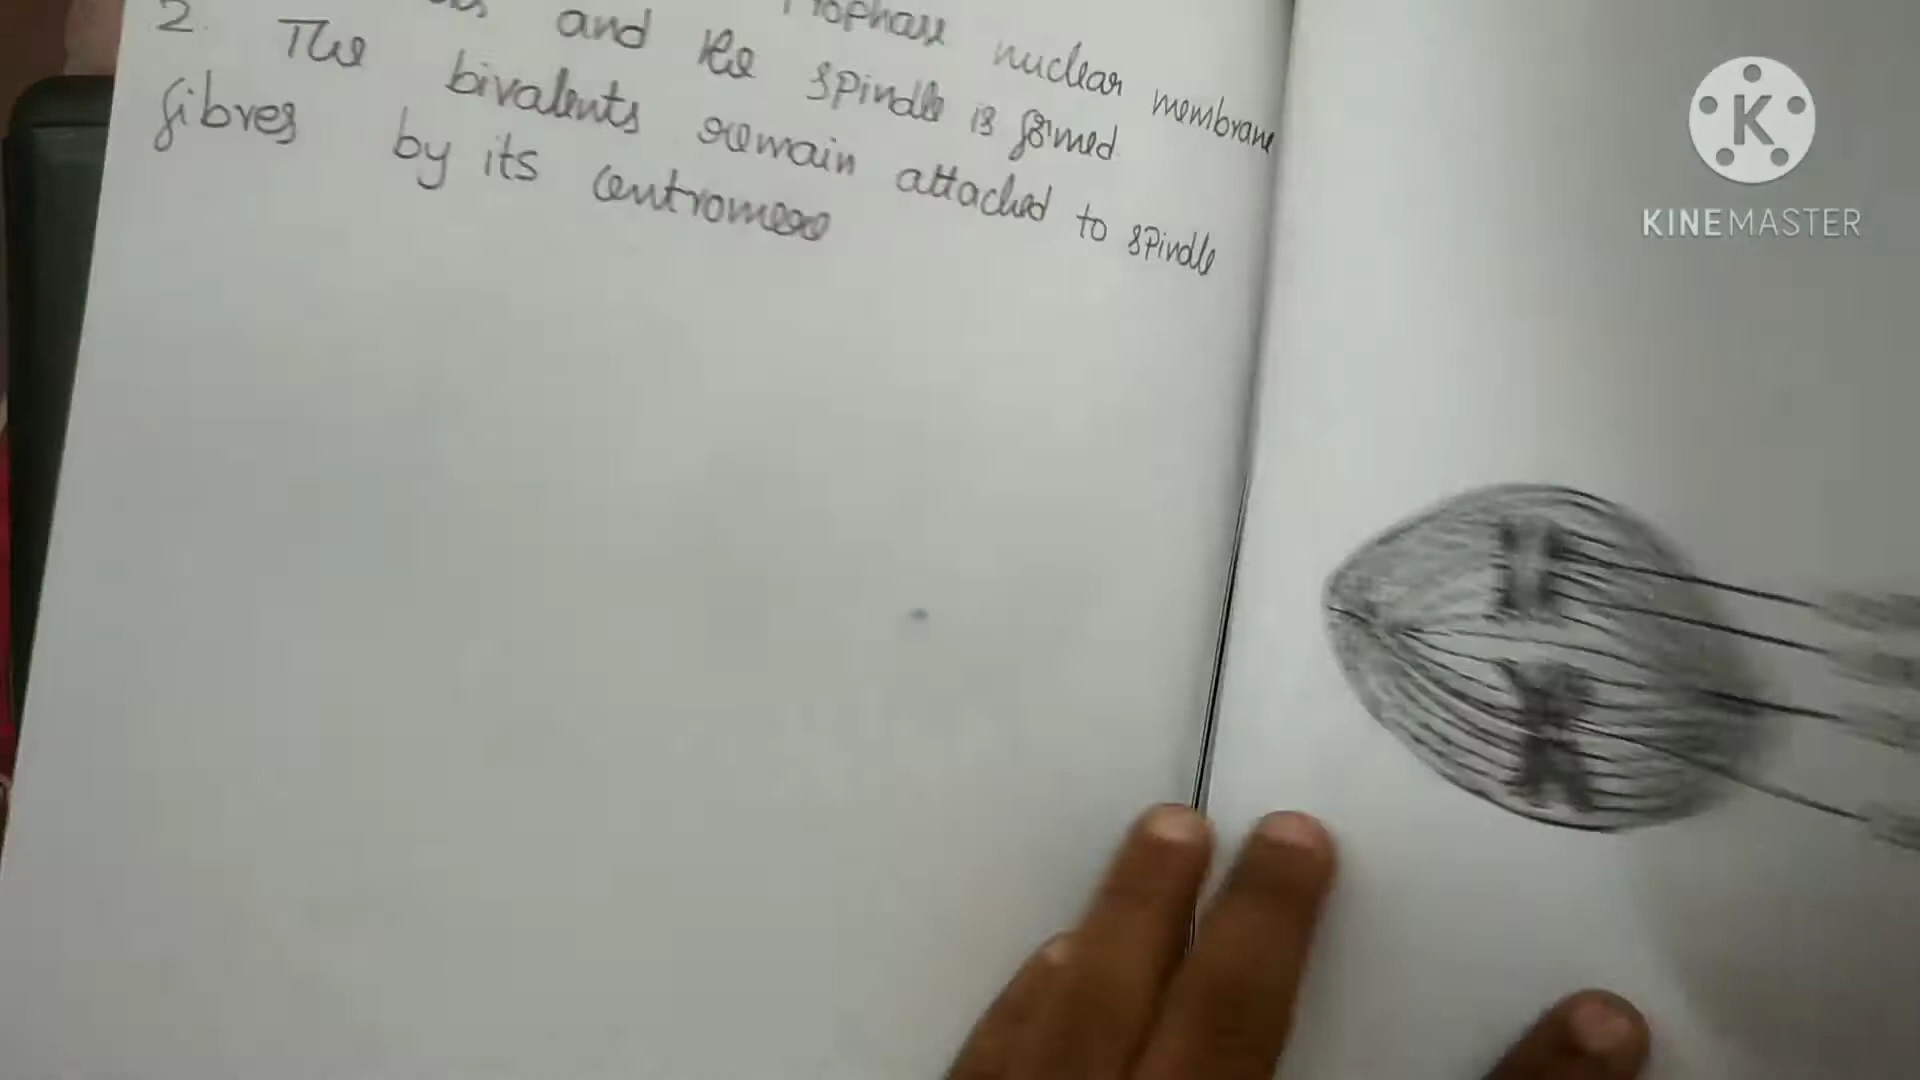 Prophase nuclear membrane
and the spindle is formed
2. The bivalents remain attached to spindle
fibres by its centromere
KINEMASTER